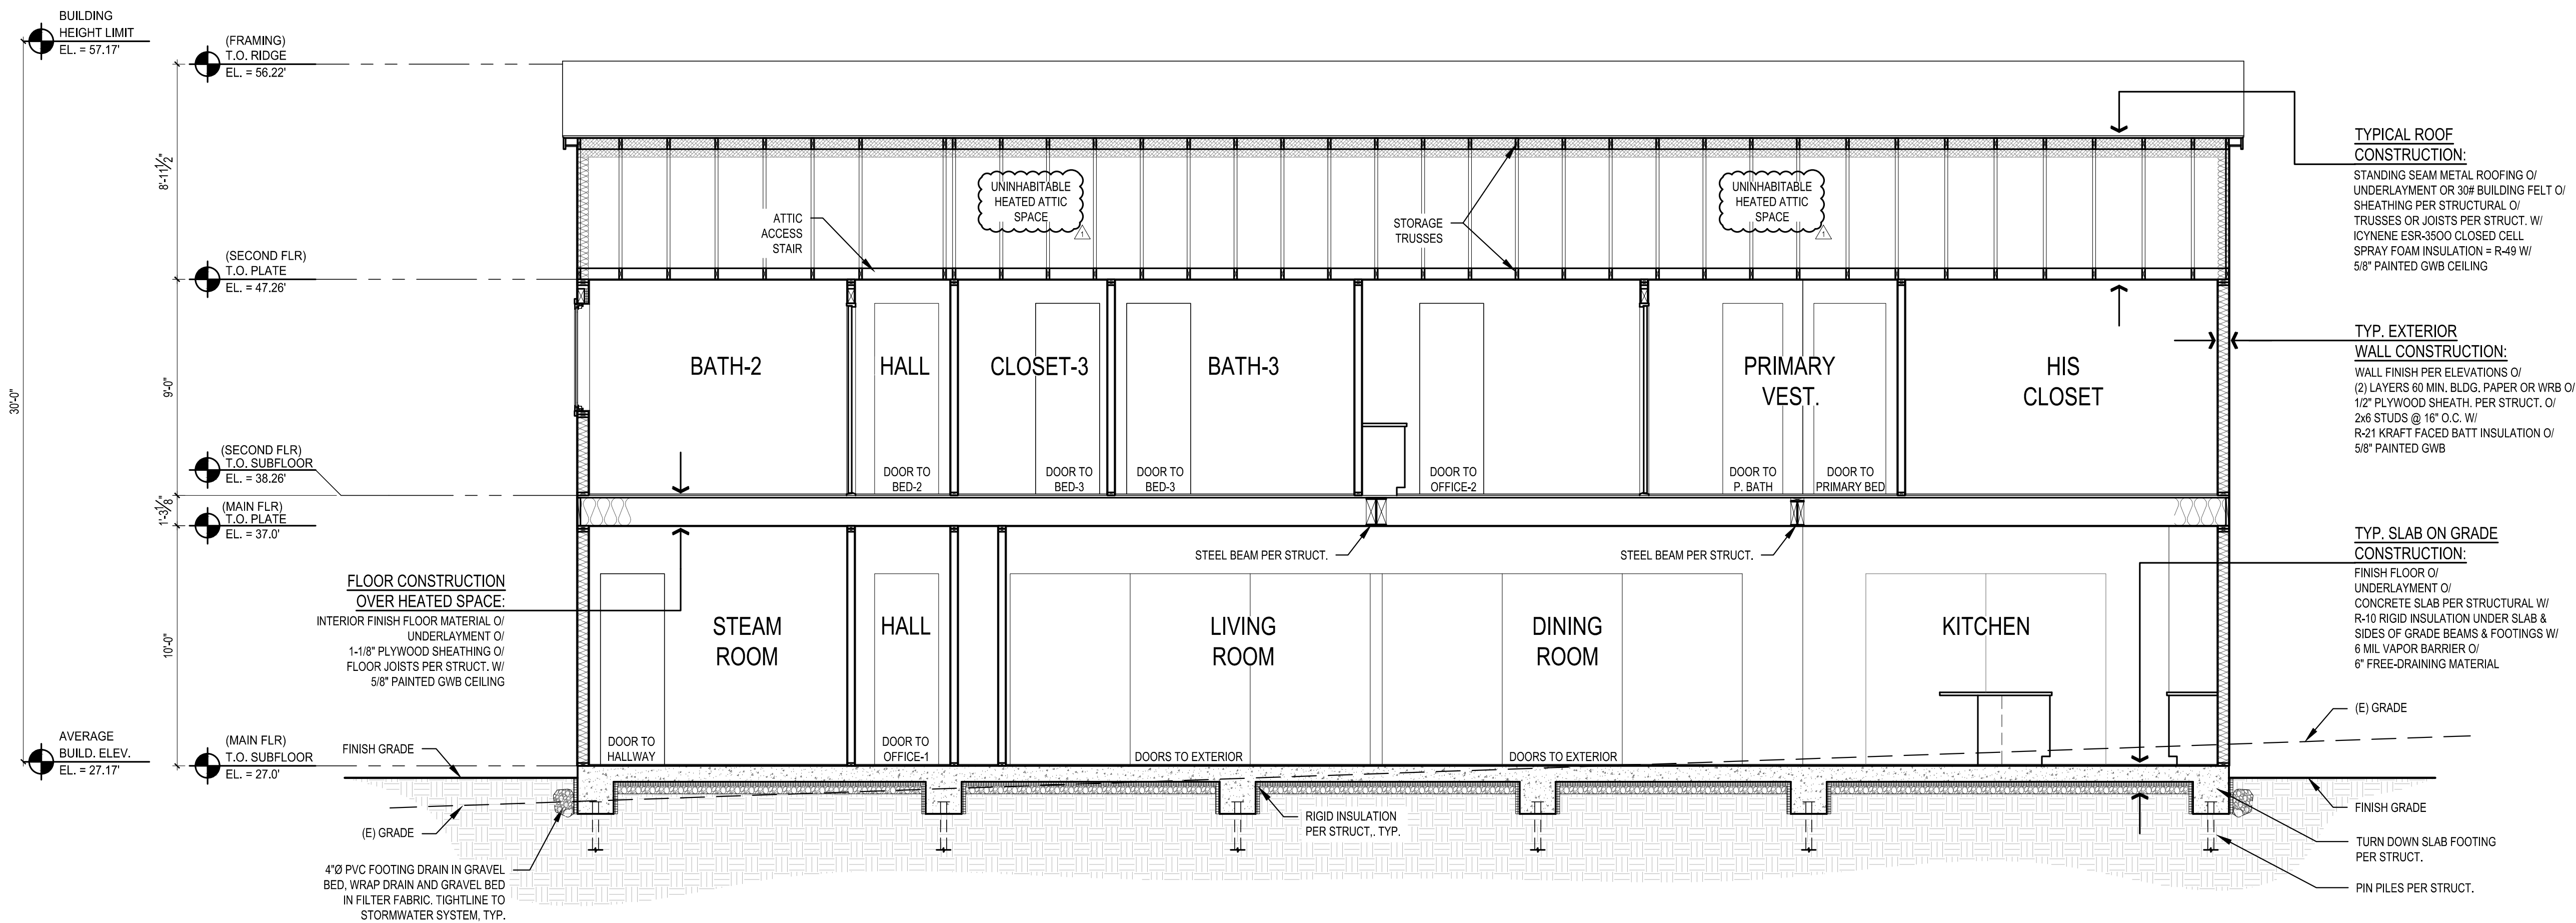 BUILDING
HEIGHT LIMIT
EL. = 57.17'
(FRAMING)
T.O. RIDGE
EL. = 56.22'
8'-11½"
(SECOND FLR)
T.O. PLATE
EL. = 47.26'
9'-0"
30'-0"
(SECOND FLR)
T.O. SUBFLOOR
EL. = 38.26'
1'-3⅛"
(MAIN FLR)
T.O. PLATE
EL. = 37.0'
10'-0"
AVERAGE
BUILD. ELEV.
EL. = 27.17'
(MAIN FLR)
T.O. SUBFLOOR
EL. = 27.0'
FLOOR CONSTRUCTION
OVER HEATED SPACE:
INTERIOR FINISH FLOOR MATERIAL O/
UNDERLAYMENT O/
1-1/8" PLYWOOD SHEATHING O/
FLOOR JOISTS PER STRUCT. W/
5/8" PAINTED GWB CEILING
FINISH GRADE
(E) GRADE
4"Ø PVC FOOTING DRAIN IN GRAVEL
BED, WRAP DRAIN AND GRAVEL BED
IN FILTER FABRIC. TIGHTLINE TO
STORMWATER SYSTEM, TYP.
ATTIC
ACCESS
STAIR
UNINHABITABLE
HEATED ATTIC
SPACE
1
STORAGE
TRUSSES
UNINHABITABLE
HEATED ATTIC
SPACE
1
BATH-2
HALL
CLOSET-3
BATH-3
PRIMARY
VEST.
HIS
CLOSET
DOOR TO
BED-2
DOOR TO
BED-3
DOOR TO
BED-3
DOOR TO
OFFICE-2
DOOR TO
P. BATH
DOOR TO
PRIMARY BED
STEEL BEAM PER STRUCT.
STEEL BEAM PER STRUCT.
STEAM
ROOM
HALL
LIVING
ROOM
DINING
ROOM
KITCHEN
DOOR TO
HALLWAY
DOOR TO
OFFICE-1
DOORS TO EXTERIOR
DOORS TO EXTERIOR
RIGID INSULATION
PER STRUCT,. TYP.
TYPICAL ROOF
CONSTRUCTION:
STANDING SEAM METAL ROOFING O/
UNDERLAYMENT OR 30# BUILDING FELT O/
SHEATHING PER STRUCTURAL O/
TRUSSES OR JOISTS PER STRUCT. W/
ICYNENE ESR-3500 CLOSED CELL
SPRAY FOAM INSULATION = R-49 W/
5/8" PAINTED GWB CEILING
TYP. EXTERIOR
WALL CONSTRUCTION:
WALL FINISH PER ELEVATIONS O/
(2) LAYERS 60 MIN. BLDG. PAPER OR WRB O/
1/2" PLYWOOD SHEATH. PER STRUCT. O/
2x6 STUDS @ 16" O.C. W/
R-21 KRAFT FACED BATT INSULATION O/
5/8" PAINTED GWB
TYP. SLAB ON GRADE
CONSTRUCTION:
FINISH FLOOR O/
UNDERLAYMENT O/
CONCRETE SLAB PER STRUCTURAL W/
R-10 RIGID INSULATION UNDER SLAB &
SIDES OF GRADE BEAMS & FOOTINGS W/
6 MIL VAPOR BARRIER O/
6" FREE-DRAINING MATERIAL
(E) GRADE
FINISH GRADE
TURN DOWN SLAB FOOTING
PER STRUCT.
PIN PILES PER STRUCT.